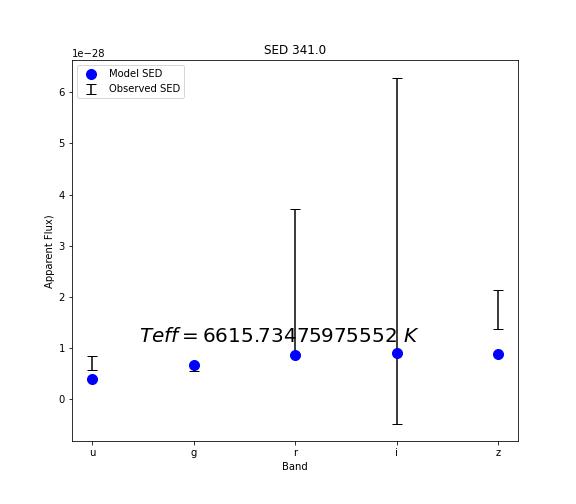 SED 341.0
1e−28
Model SED
Observed SED
6
5
4
3
2
1
0
Apparent Flux)
Teff = 6615.73475975552 K
u g r i z
Band